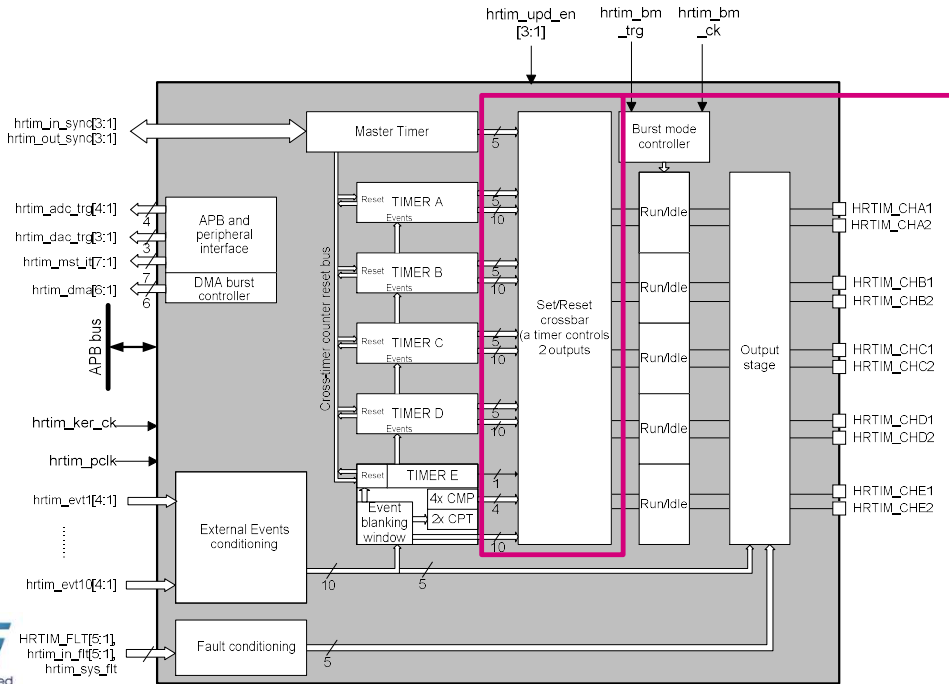 hrtim_upd_en
[3:1]
hrtim_bm
_trg
hrtim_bm
_ck
hrtim_in_sync[3:1]
hrtim_out_sync[3:1]
Master Timer
5
Burst mode
controller
hrtim_adc_trg[4:1]
4
hrtim_dac_trg[3:1]
3
hrtim_mst_it[7:1]
7
hrtim_dma[6:1]
6
APB and
peripheral
interface
DMA burst
controller
APB bus
Cross-timer counter reset bus
Reset
TIMER A
Events
5
10
Reset
TIMER B
Events
5
10
Reset
TIMER C
Events
5
10
Reset
TIMER D
Events
5
10
Reset
TIMER E
1
4x CMP
4
2x CPT
Event
blanking
window
10
Set/Reset
crossbar
(a timer controls
2 outputs
Run/Idle
Run/Idle
Run/Idle
Run/Idle
Run/Idle
Output
stage
HRTIM_CHA1
HRTIM_CHA2
HRTIM_CHB1
HRTIM_CHB2
HRTIM_CHC1
HRTIM_CHC2
HRTIM_CHD1
HRTIM_CHD2
HRTIM_CHE1
HRTIM_CHE2
hrtim_ker_ck
hrtim_pclk
hrtim_evt1[4:1]
hrtim_evt10[4:1]
External Events
conditioning
10
5
HRTIM_FLT[5:1],
hrtim_in_flt[5:1],
hrtim_sys_flt
Fault conditioning
5